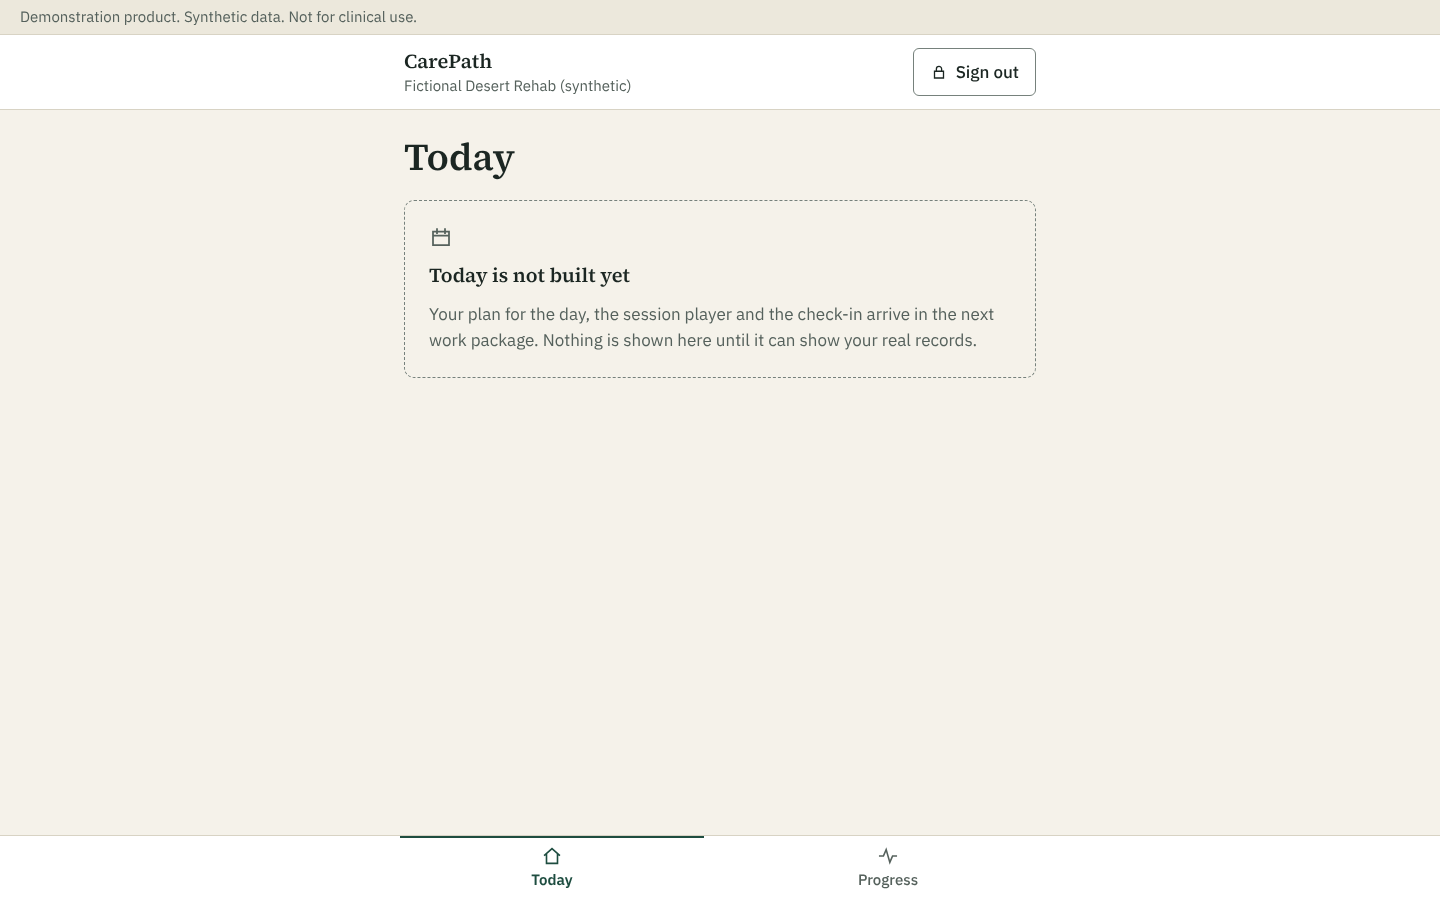 Demonstration product. Synthetic data. Not for clinical use.
CarePath
Fictional Desert Rehab (synthetic)
Sign out
Today
Today is not built yet
Your plan for the day, the session player and the check-in arrive in the next
work package. Nothing is shown here until it can show your real records.
Today
Progress